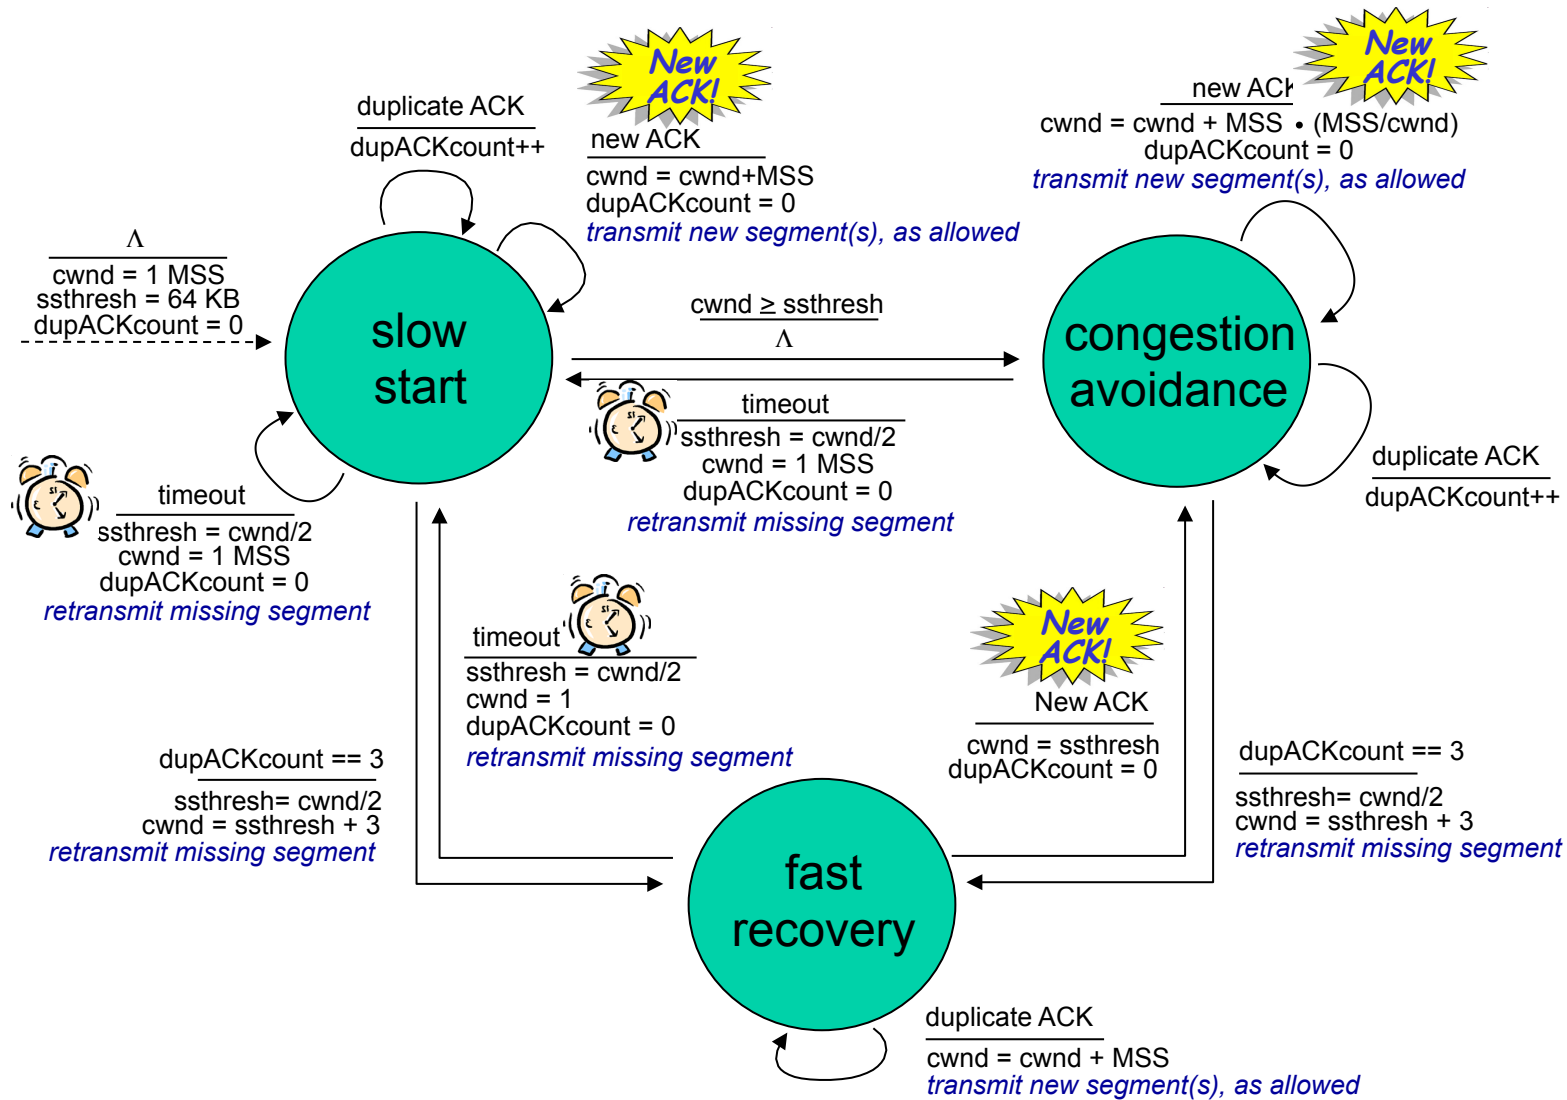 New
ACK!
duplicate ACK
dupACKcount++
new ACK
cwnd = cwnd+MSS
dupACKcount = 0
transmit new segment(s), as allowed
New
ACK!
new ACK
cwnd = cwnd + MSS • (MSS/cwnd)
dupACKcount = 0
transmit new segment(s), as allowed
Λ
cwnd = 1 MSS
ssthresh = 64 KB
dupACKcount = 0
slow
start
cwnd ≥ ssthresh
Λ
congestion
avoidance
timeout
ssthresh = cwnd/2
cwnd = 1 MSS
dupACKcount = 0
retransmit missing segment
duplicate ACK
dupACKcount++
timeout
ssthresh = cwnd/2
cwnd = 1 MSS
dupACKcount = 0
retransmit missing segment
timeout
ssthresh = cwnd/2
cwnd = 1
dupACKcount = 0
retransmit missing segment
New
ACK!
New ACK
cwnd = ssthresh
dupACKcount = 0
dupACKcount == 3
ssthresh= cwnd/2
cwnd = ssthresh + 3
retransmit missing segment
dupACKcount == 3
ssthresh= cwnd/2
cwnd = ssthresh + 3
retransmit missing segment
fast
recovery
duplicate ACK
cwnd = cwnd + MSS
transmit new segment(s), as allowed